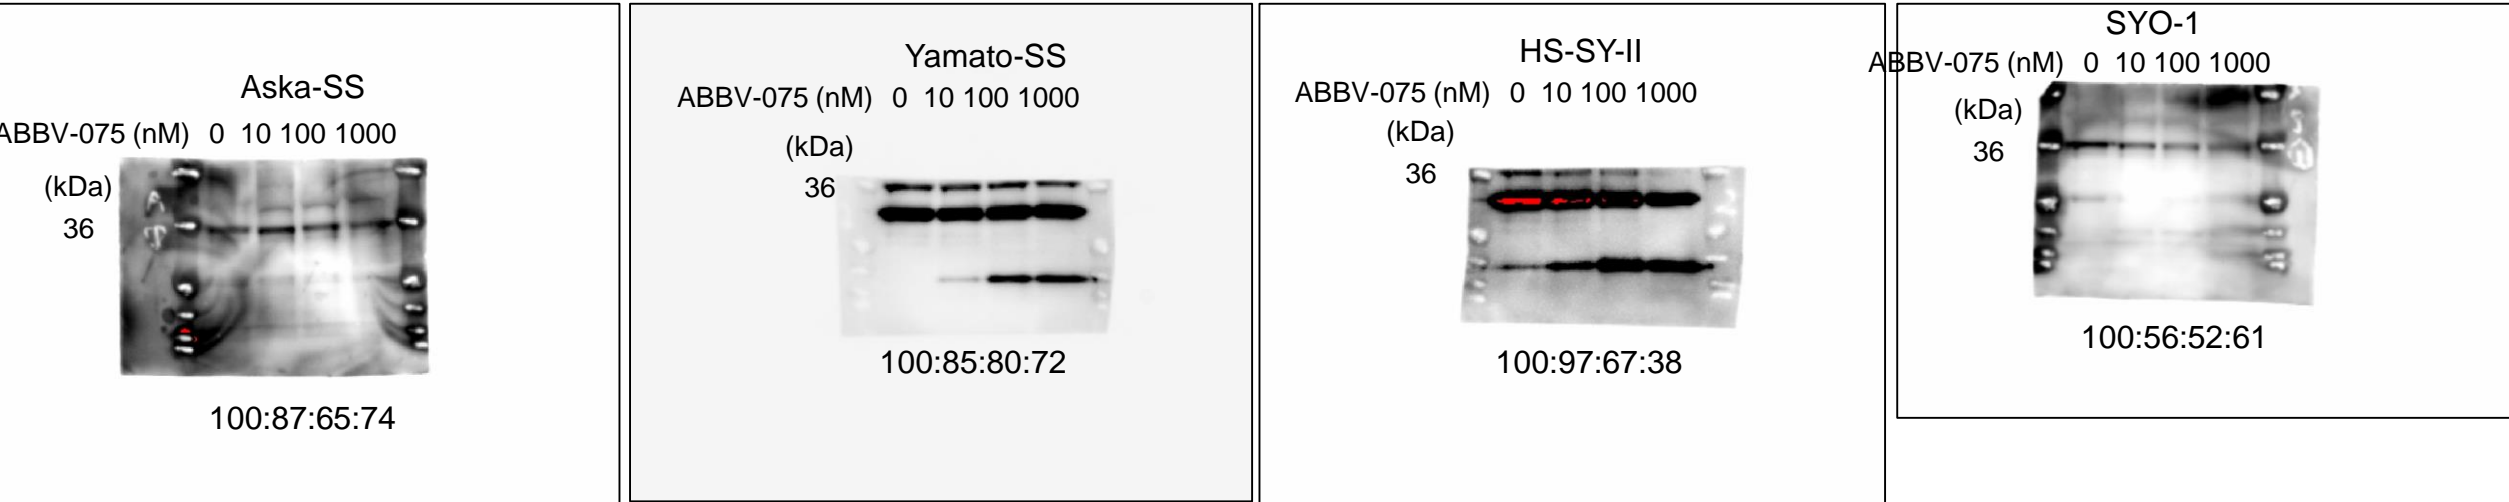 Aska-SS
ABBV-075 (nM) 0 10 100 1000
(kDa)
36
100:87:65:74
Yamato-SS
ABBV-075 (nM) 0 10 100 1000
(kDa)
36
100:85:80:72
HS-SY-II
ABBV-075 (nM) 0 10 100 1000
(kDa)
36
100:97:67:38
SYO-1
ABBV-075 (nM) 0 10 100 1000
(kDa)
36
100:56:52:61